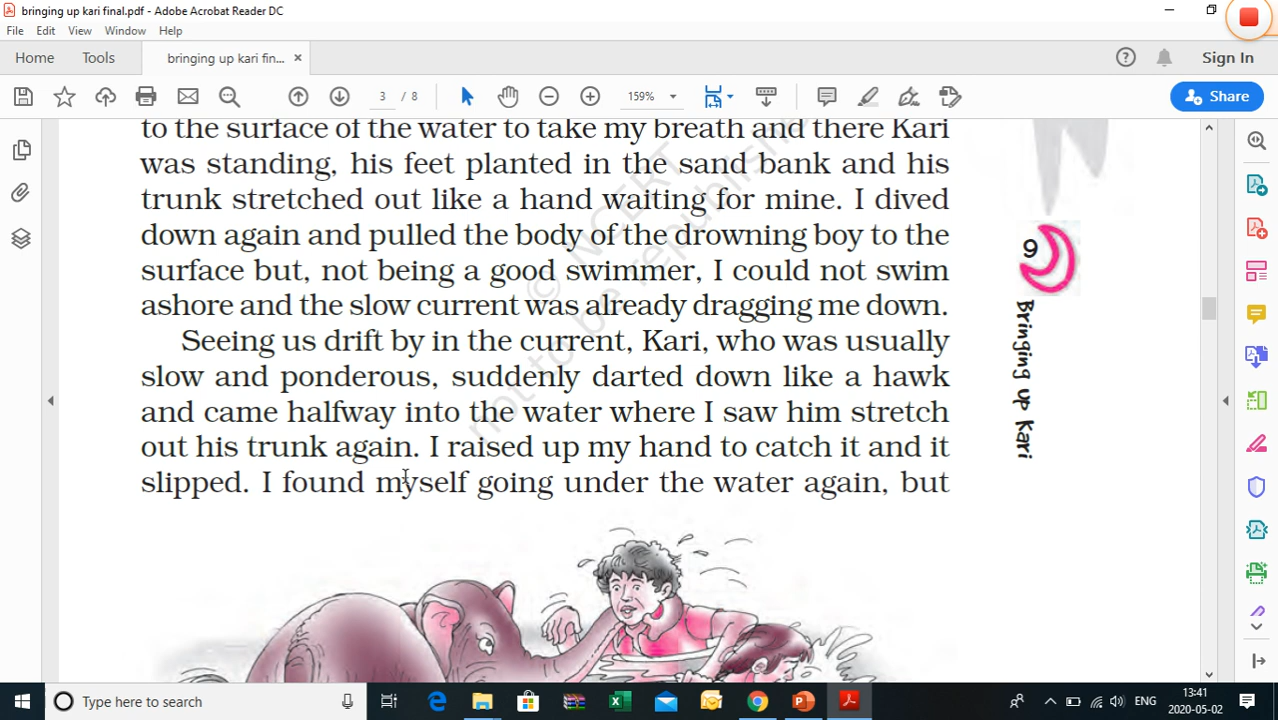 bringing up kari final.pdf - Adobe Acrobat Reader DC
File Edit View Window Help
Home Tools bringing up kari fin... × Sign In
3 / 8 159% Share
to the surface of the water to take my breath and there Kari
was standing, his feet planted in the sand bank and his
trunk stretched out like a hand waiting for mine. I dived
down again and pulled the body of the drowning boy to the
surface but, not being a good swimmer, I could not swim
ashore and the slow current was already dragging me down.
Seeing us drift by in the current, Kari, who was usually
slow and ponderous, suddenly darted down like a hawk
and came halfway into the water where I saw him stretch
out his trunk again. I raised up my hand to catch it and it
slipped. I found myself going under the water again, but
9
Bringing up Kari
© NCERT
not to be republishe
Type here to search
ENG
13:41
2020-05-02